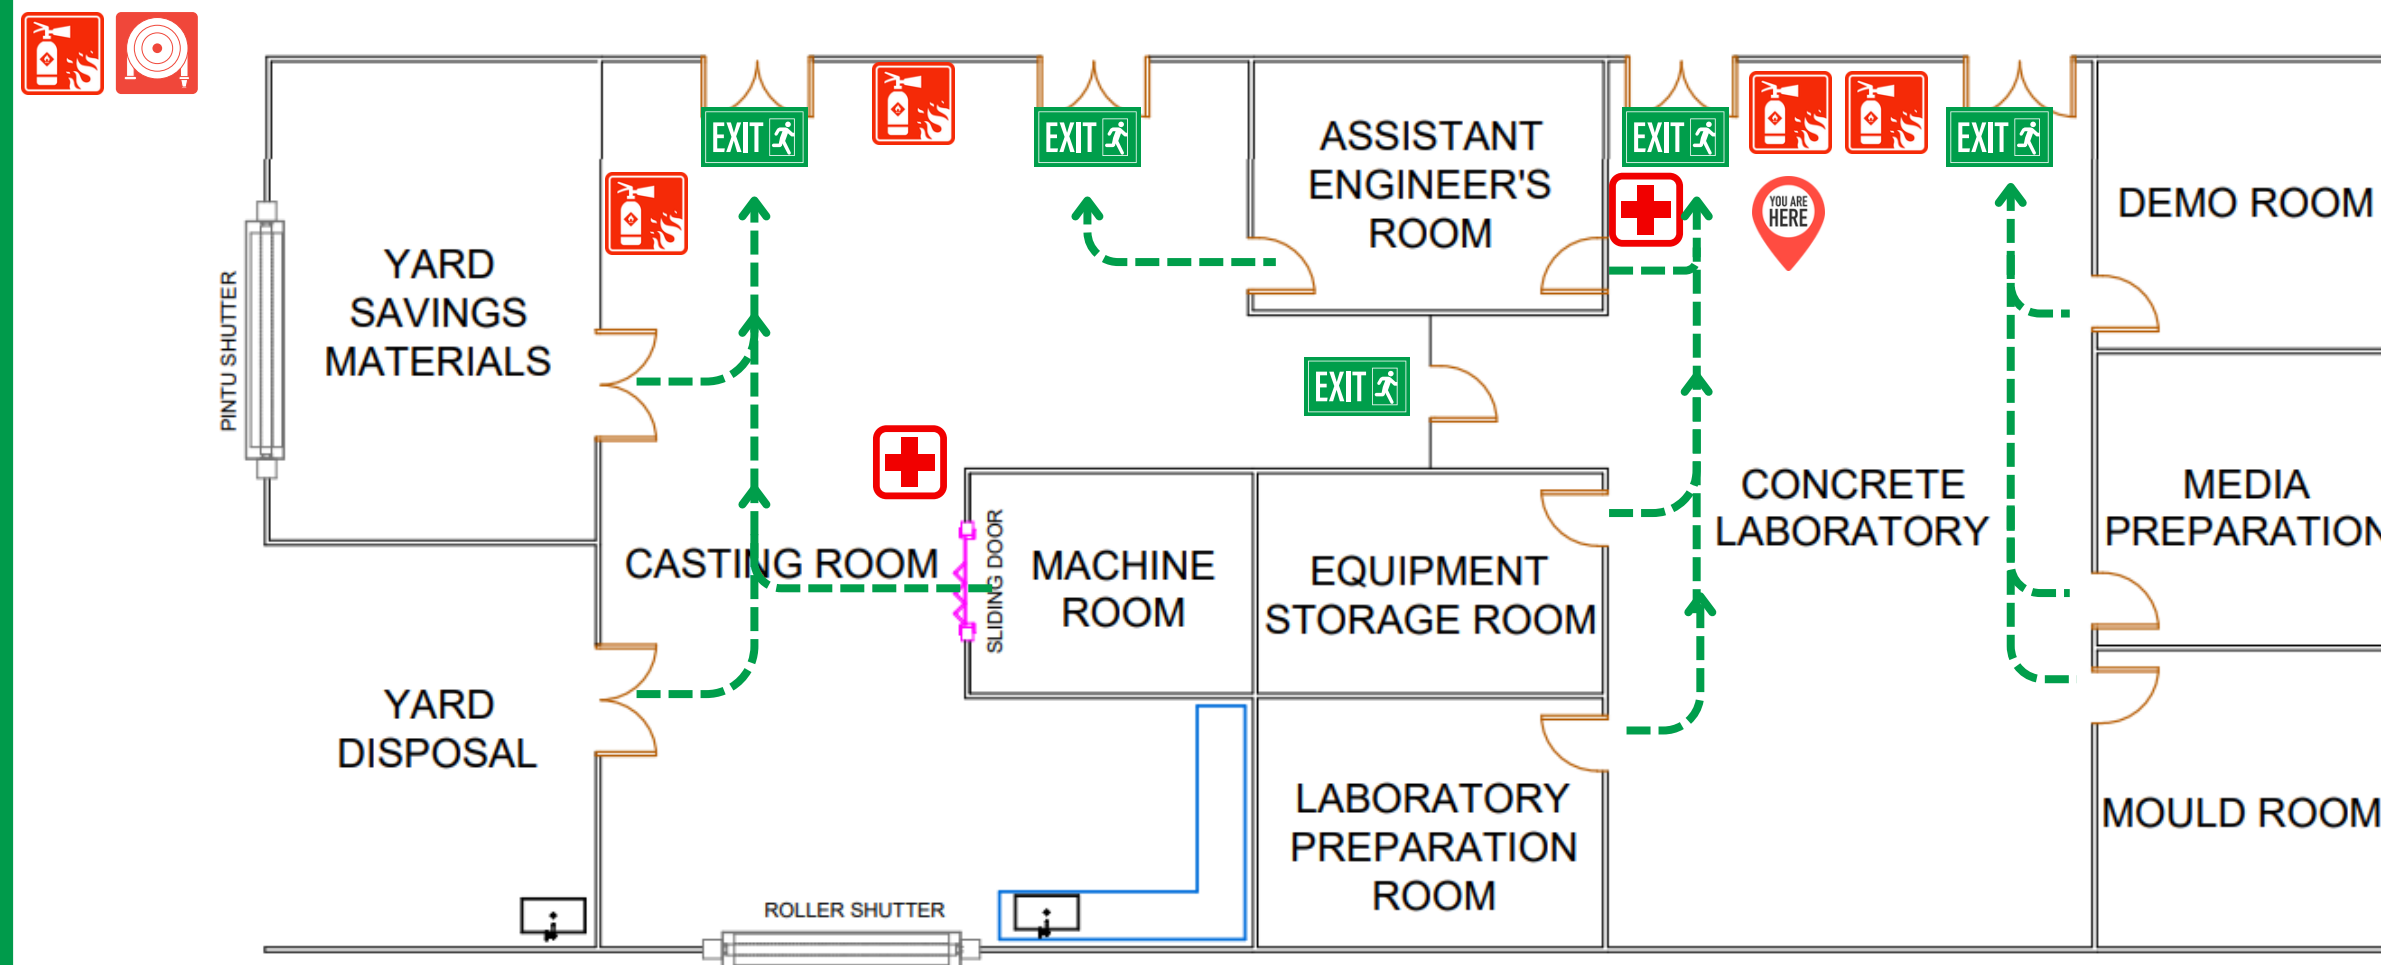 EXIT
EXIT
EXIT
EXIT
ASSISTANT
ENGINEER'S
ROOM
YOU ARE
HERE
DEMO ROOM
YARD
SAVINGS
MATERIALS
PINTU SHUTTER
EXIT
CONCRETE
LABORATORY
MEDIA
PREPARATION
CASTING ROOM
SLIDING DOOR
MACHINE
ROOM
EQUIPMENT
STORAGE ROOM
YARD
DISPOSAL
LABORATORY
PREPARATION
ROOM
MOULD ROOM
ROLLER SHUTTER